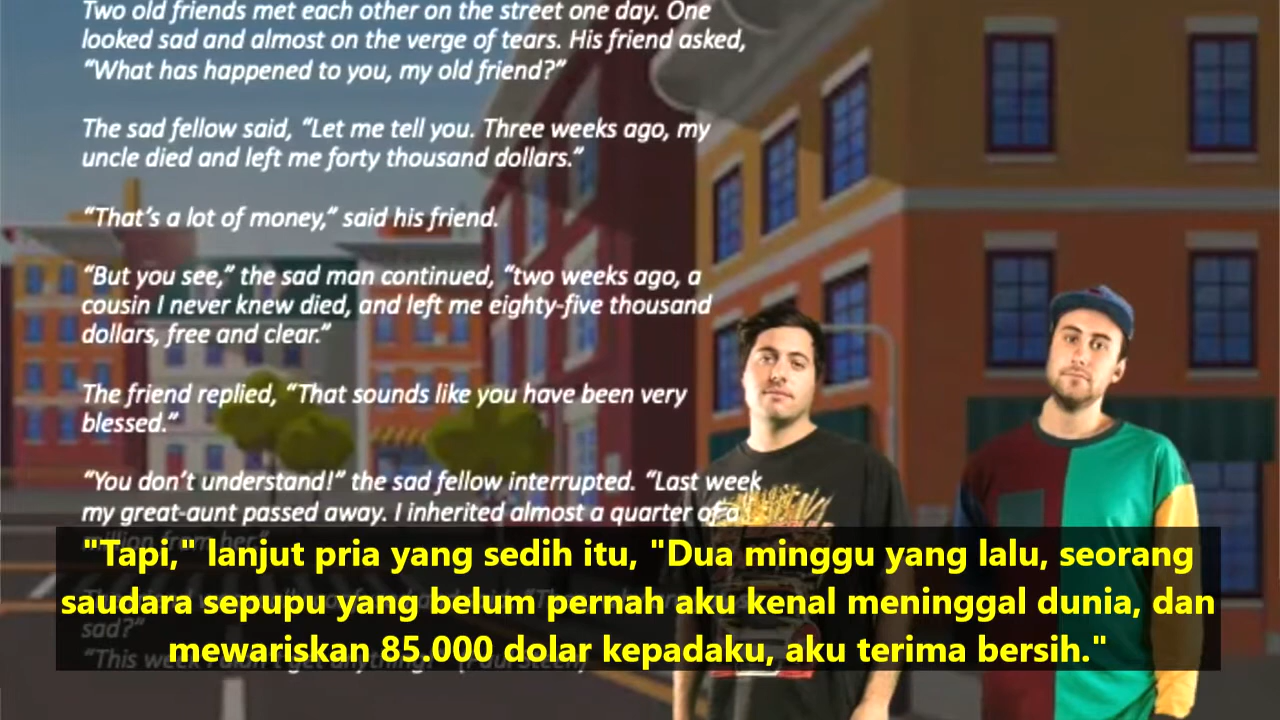 Two old friends met each other on the street one day. One
looked sad and almost on the verge of tears. His friend asked,
“What has happened to you, my old friend?”
The sad fellow said, “Let me tell you. Three weeks ago, my
uncle died and left me forty thousand dollars.”
“That’s a lot of money,” said his friend.
“But you see,” the sad man continued, “two weeks ago, a
cousin I never knew died, and left me eighty-five thousand
dollars, free and clear.”
The friend replied, “That sounds like you have been very
blessed.”
“You don’t understand!” the sad fellow interrupted. “Last week
my great-aunt passed away. I inherited almost a quarter of a
"Tapi," lanjut pria yang sedih itu, "Dua minggu yang lalu, seorang
saudara sepupu yang belum pernah aku kenal meninggal dunia, dan
mewariskan 85.000 dolar kepadaku, aku terima bersih."
sad?”
“This week